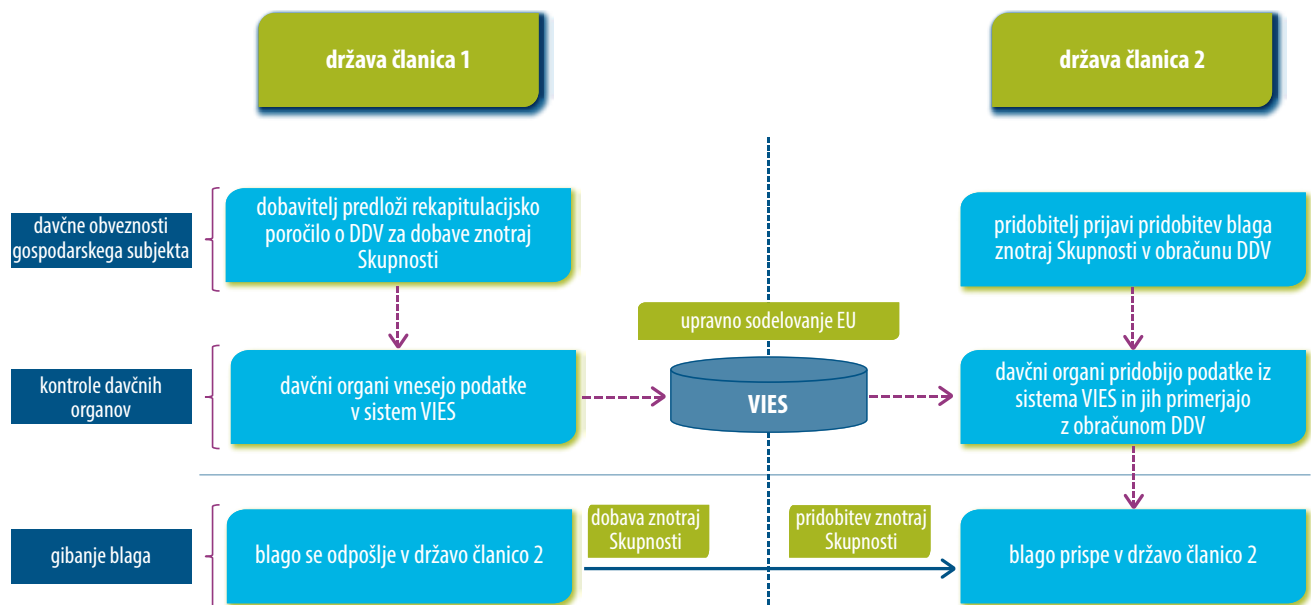 država članica 1
država članica 2
davčne obveznosti
gospodarskega subjekta
dobavitelj predloži rekapitulacijsko
poročilo o DDV za dobave znotraj
Skupnosti
pridobitelj prijavi pridobitev blaga
znotraj Skupnosti v obračunu DDV
upravno sodelovanje EU
kontrole davčnih
organov
davčni organi vnesejo podatke
v sistem VIES
VIES
davčni organi pridobijo podatke iz
sistema VIES in jih primerjajo
z obračunom DDV
gibanje blaga
blago se odpošlje v državo članico 2
dobava znotraj
Skupnosti
pridobitev znotraj
Skupnosti
blago prispe v državo članico 2